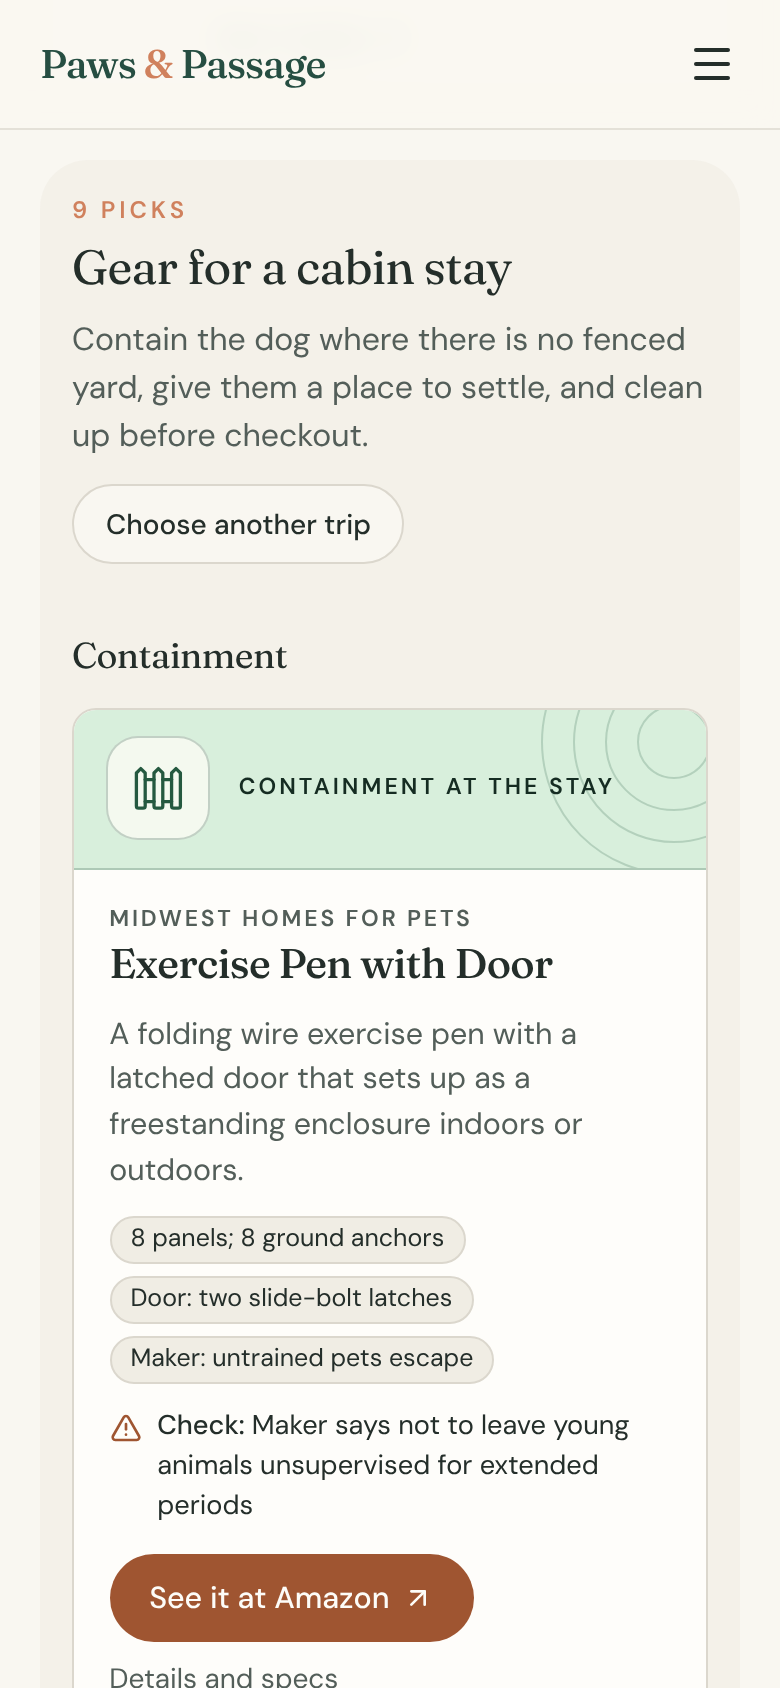 Paws & Passage
9 PICKS
Gear for a cabin stay
Contain the dog where there is no fenced
yard, give them a place to settle, and clean
up before checkout.
Choose another trip
Containment
CONTAINMENT AT THE STAY
MIDWEST HOMES FOR PETS
Exercise Pen with Door
A folding wire exercise pen with a
latched door that sets up as a
freestanding enclosure indoors or
outdoors.
8 panels; 8 ground anchors
Door: two slide-bolt latches
Maker: untrained pets escape
Check: Maker says not to leave young
animals unsupervised for extended
periods
See it at Amazon
Details and specs